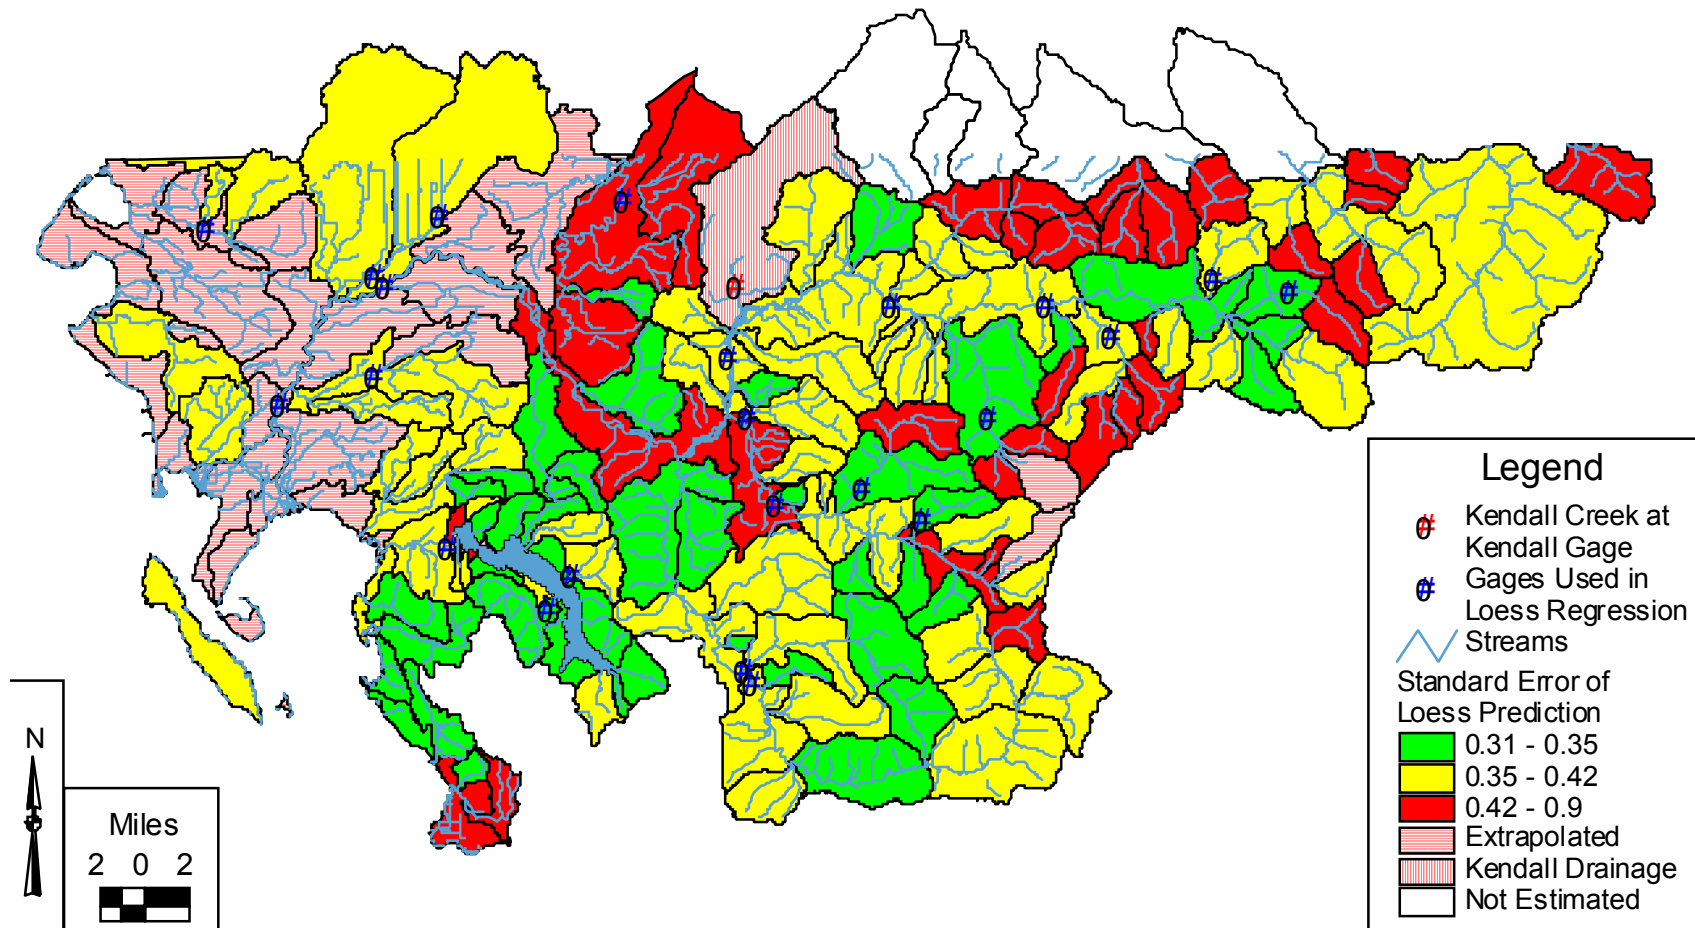 Legend
Kendall Creek at
Kendall Gage
Gages Used in
Loess Regression
Streams
Standard Error of
Loess Prediction
0.31 - 0.35
0.35 - 0.42
0.42 - 0.9
Extrapolated
Kendall Drainage
Not Estimated
N
Miles
2 0 2